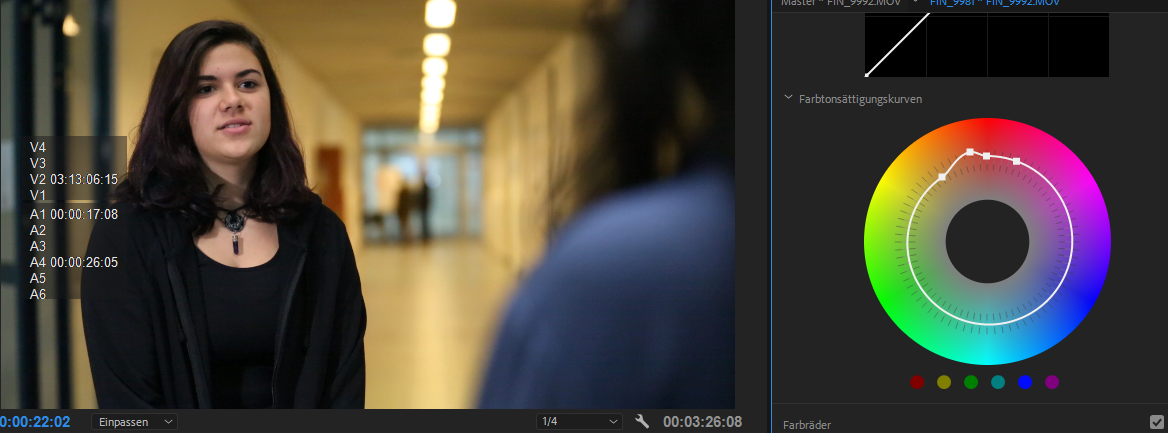 Master * FIN_9992.MOV
FIN_9981 * FIN_9992.MOV
Farbtonsättigungskurven
V4
V3
V2 03:13:06:15
V1
A1 00:00:17:08
A2
A3
A4 00:00:26:05
A5
A6
0:00:22:02
Einpassen
1/4
00:03:26:08
Farbräder